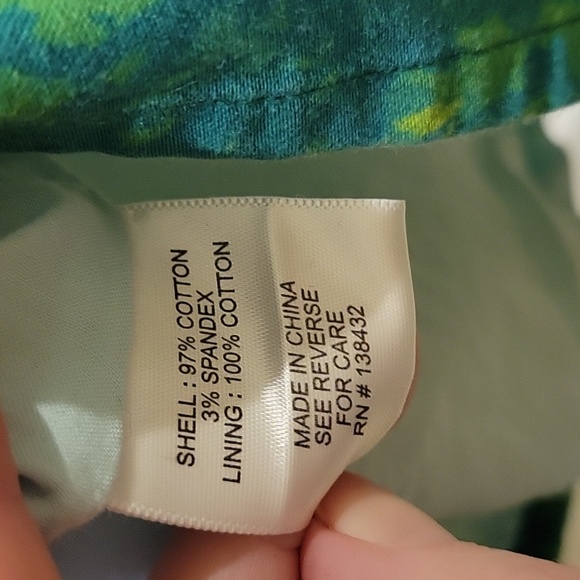 SHELL : 97% COTTON
3% SPANDEX
LINING : 100% COTTON
MADE IN CHINA
SEE REVERSE
FOR CARE
RN # 138432